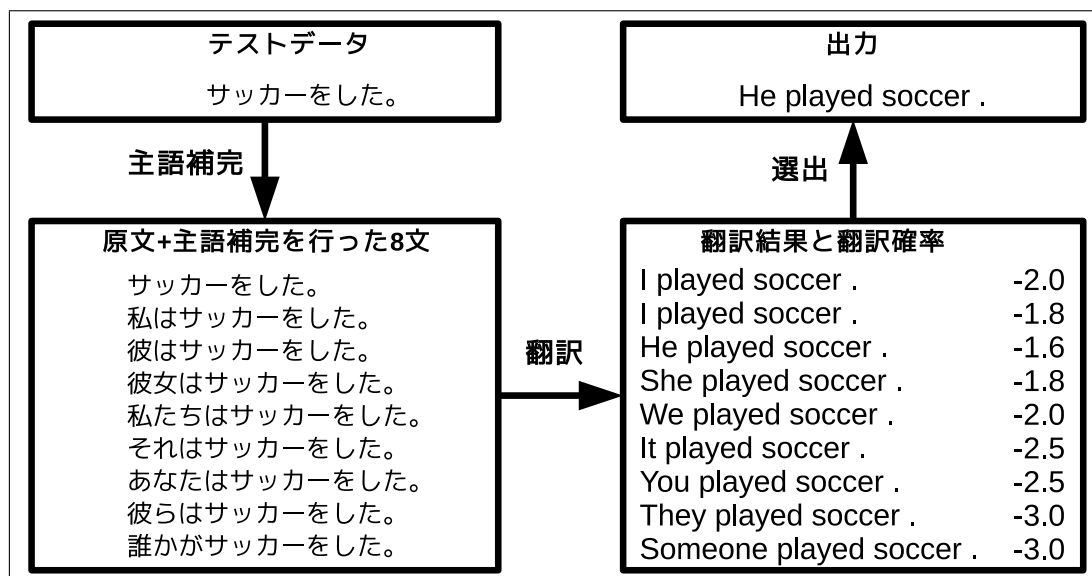 テストデータ
サッカーをした。
主語補完
原文+主語補完を行った8文
サッカーをした。
私はサッカーをした。
彼はサッカーをした。
彼女はサッカーをした。
私たちはサッカーをした。
それはサッカーをした。
あなたはサッカーをした。
彼らはサッカーをした。
誰かがサッカーをした。
翻訳
翻訳結果と翻訳確率
I played soccer . -2.0
I played soccer . -1.8
He played soccer . -1.6
She played soccer . -1.8
We played soccer . -2.0
It played soccer . -2.5
You played soccer . -2.5
They played soccer . -3.0
Someone played soccer . -3.0
選出
出力
He played soccer .